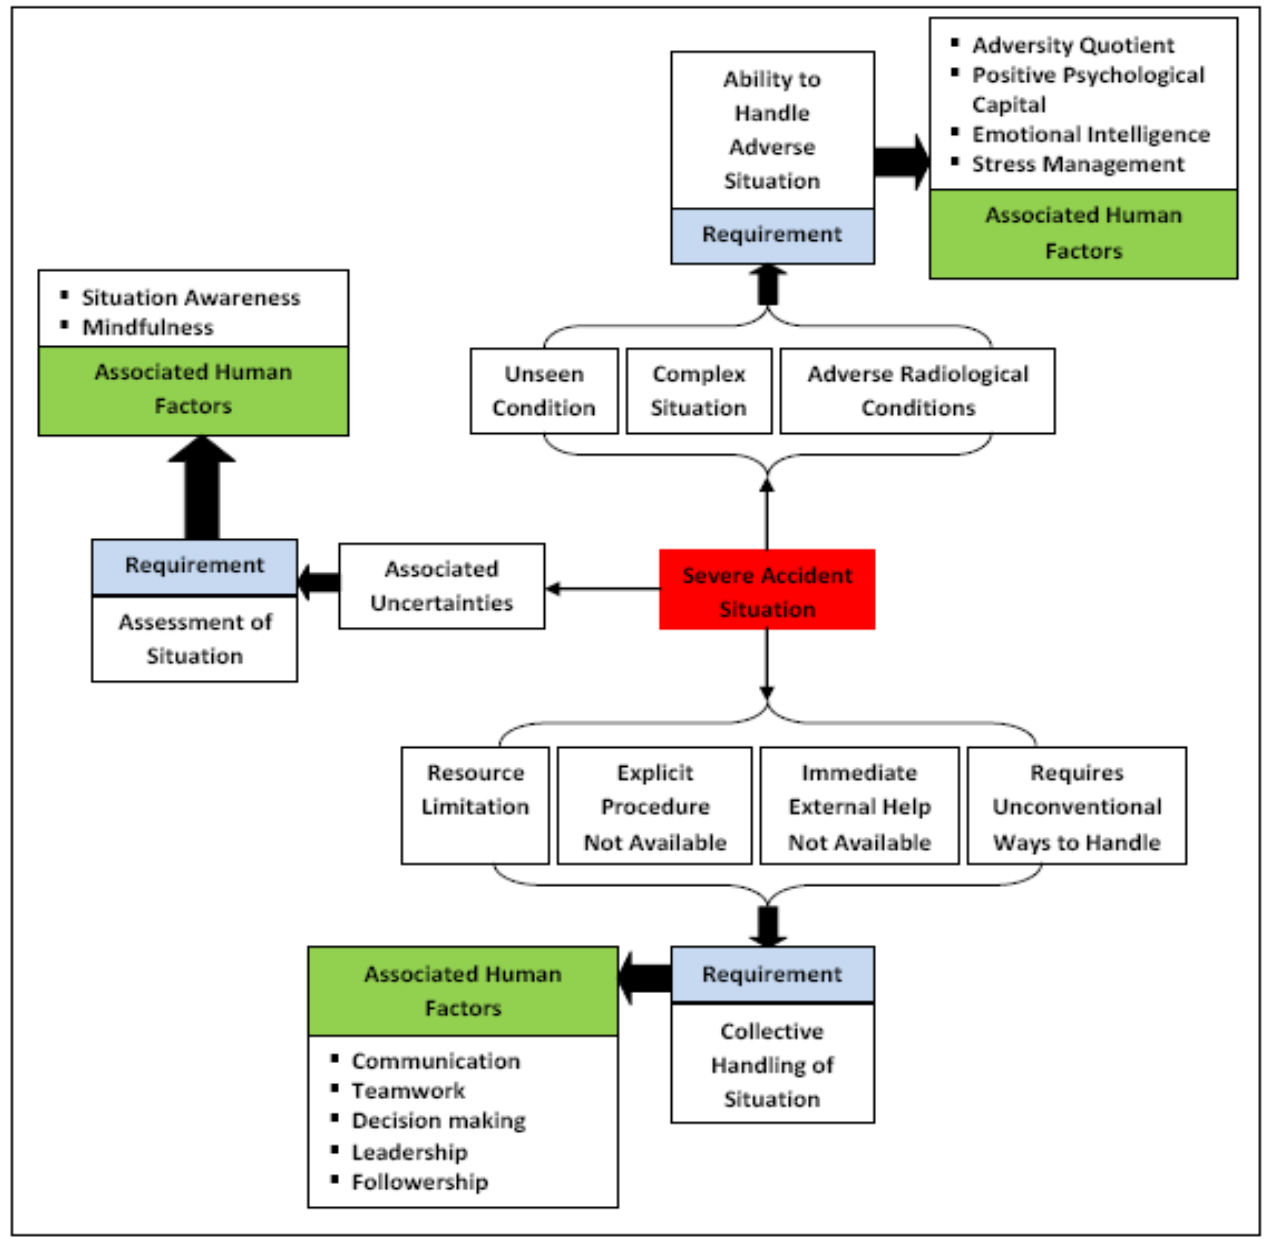 Ability to
Handle
Adverse
Situation
Requirement
▪ Adversity Quotient
▪ Positive Psychological
Capital
▪ Emotional Intelligence
▪ Stress Management
Associated Human
Factors
▪ Situation Awareness
▪ Mindfulness
Associated Human
Factors
Unseen
Condition
Complex
Situation
Adverse Radiological
Conditions
Requirement
Assessment of
Situation
Associated
Uncertainties
Severe Accident
Situation
Resource
Limitation
Explicit
Procedure
Not Available
Immediate
External Help
Not Available
Requires
Unconventional
Ways to Handle
Associated Human
Factors
▪ Communication
▪ Teamwork
▪ Decision making
▪ Leadership
▪ Followership
Requirement
Collective
Handling of
Situation